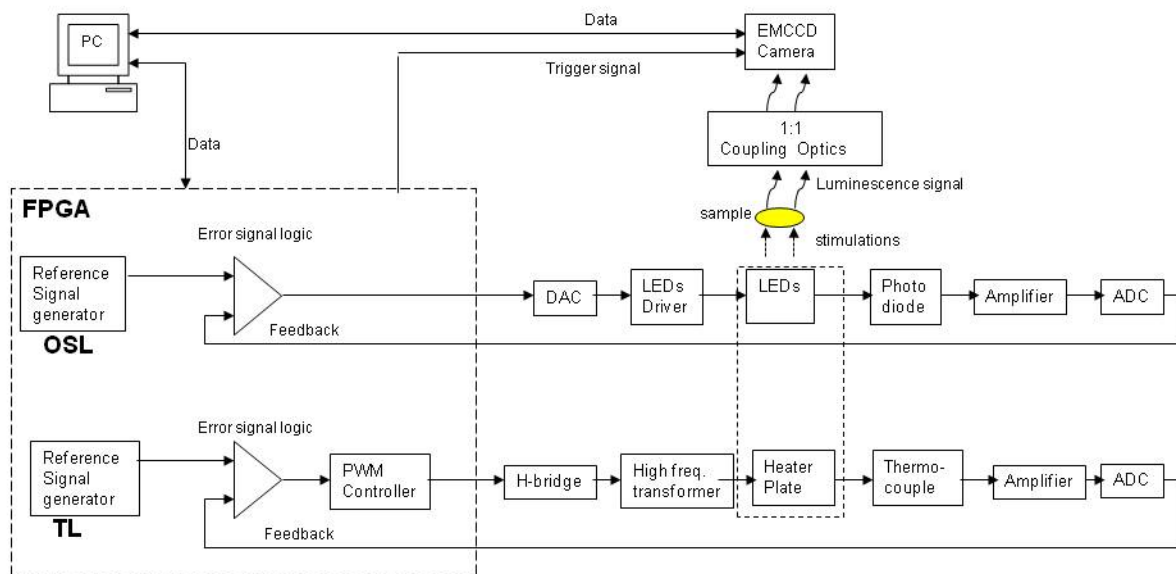 PC
Data
EMCCD
Camera
Trigger signal
Data
1:1
Coupling Optics
Luminescence signal
sample
stimulations
FPGA
Error signal logic
Reference
Signal
generator
OSL
Feedback
DAC
LEDs
Driver
LEDs
Photo
diode
Amplifier
ADC
Error signal logic
Reference
Signal
generator
TL
Feedback
PWM
Controller
H-bridge
High freq.
transformer
Heater
Plate
Thermo-
couple
Amplifier
ADC